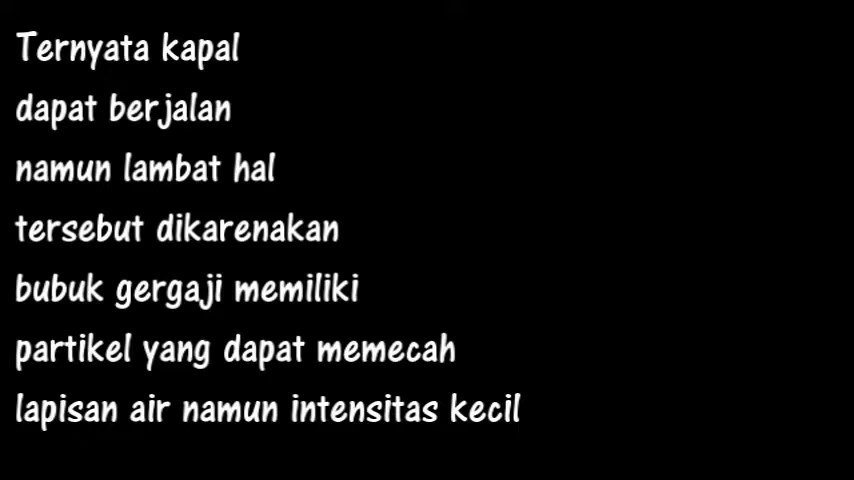 Ternyata kapal
dapat berjalan
namun lambat hal
tersebut dikarenakan
bubuk gergaji memiliki
partikel yang dapat memecah
lapisan air namun intensitas kecil